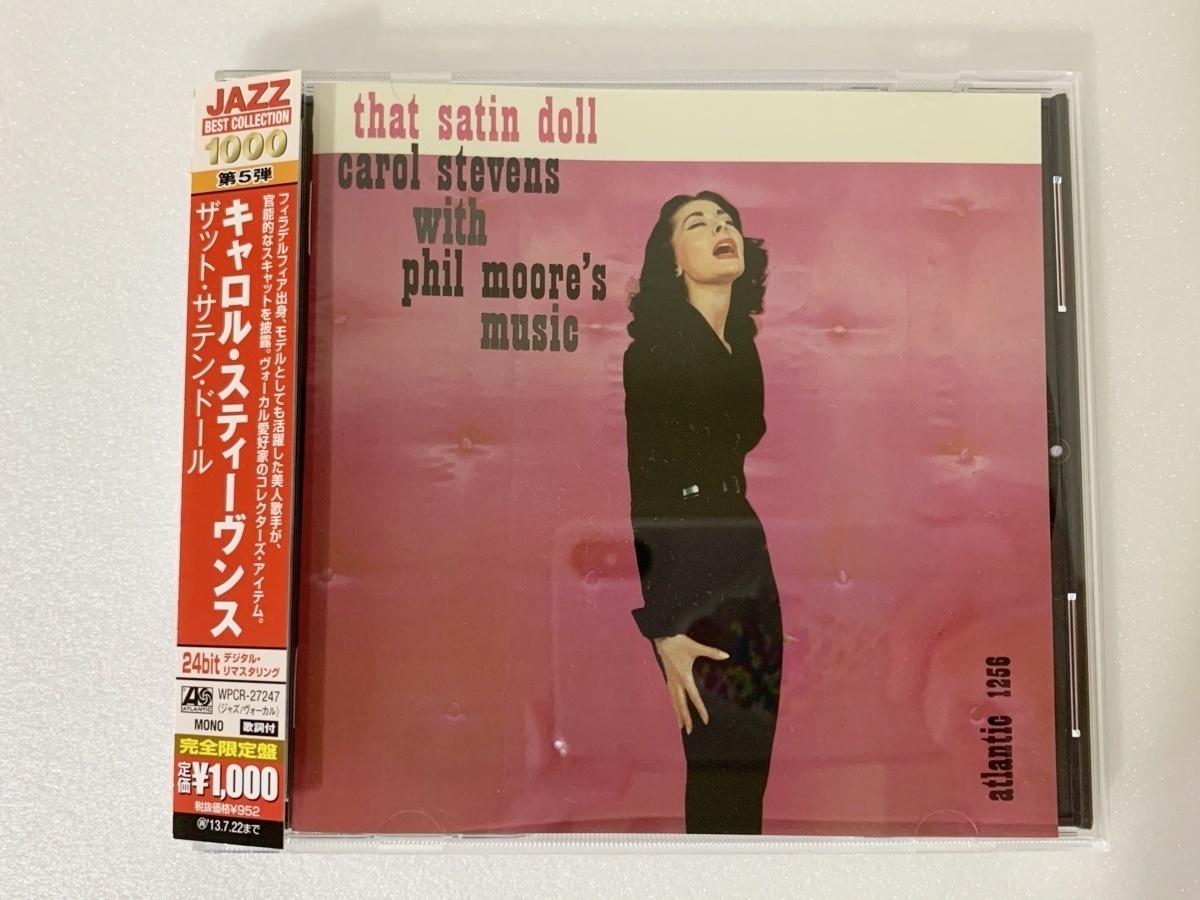 JAZZ
BEST COLLECTION
1000
第5弾
フィラデルフィア出身、モデルとしても活躍した美人歌手が、
官能的なスキャットを披露。ヴォーカル愛好家のコレクターズ・アイテム。
キャロル・スティーヴンス
ザット・サテン・ドール
24bit デジタル・
リマスタリング
ATLANTIC
WPCR-27247
(ジャズ/ヴォーカル)
MONO 歌詞付
完全限定盤
定価¥1,000
税抜価格¥952
再'13.7.22まで
that satin doll
carol stevens
with
phil moore's
music
atlantic 1256